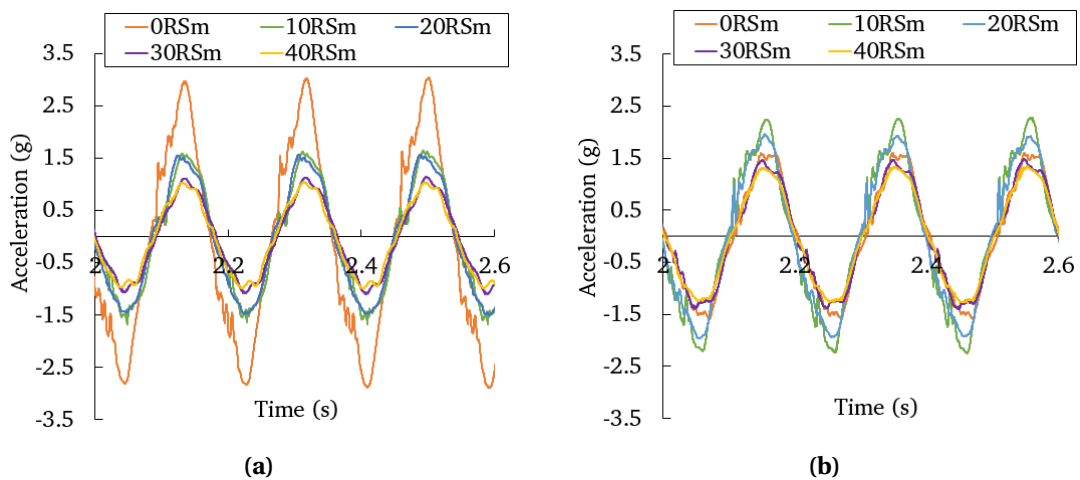 0RSm 10RSm 20RSm
30RSm 40RSm
3.5
2.5
1.5
0.5
-0.5
-1.5
-2.5
-3.5
2 2.2 2.4 2.6
Acceleration (g)
Time (s)
(a)
0RSm 10RSm 20RSm
30RSm 40RSm
3.5
2.5
1.5
0.5
-0.5
-1.5
-2.5
-3.5
2 2.2 2.4 2.6
Acceleration (g)
Time (s)
(b)